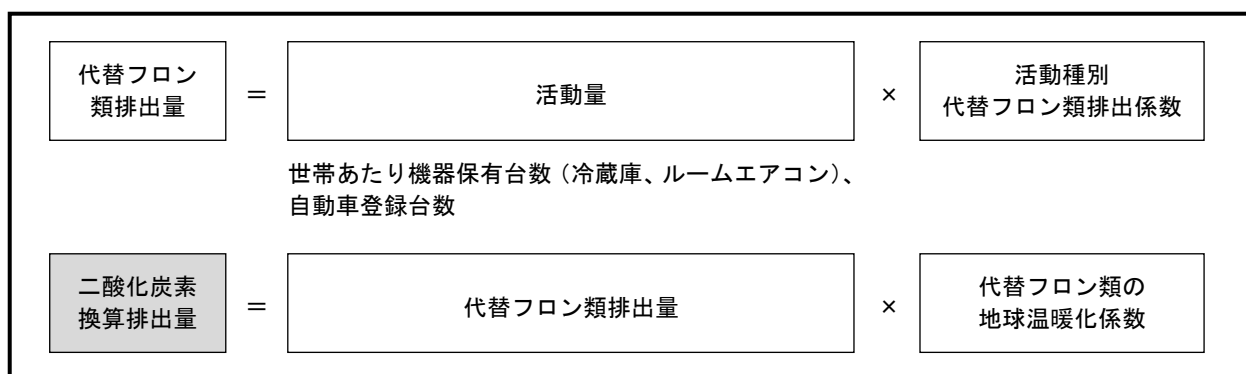 代替フロン
類排出量
＝
活動量
×
活動種別
代替フロン類排出係数
世帯あたり機器保有台数（冷蔵庫、ルームエアコン）、
自動車登録台数
二酸化炭素
換算排出量
＝
代替フロン類排出量
×
代替フロン類の
地球温暖化係数